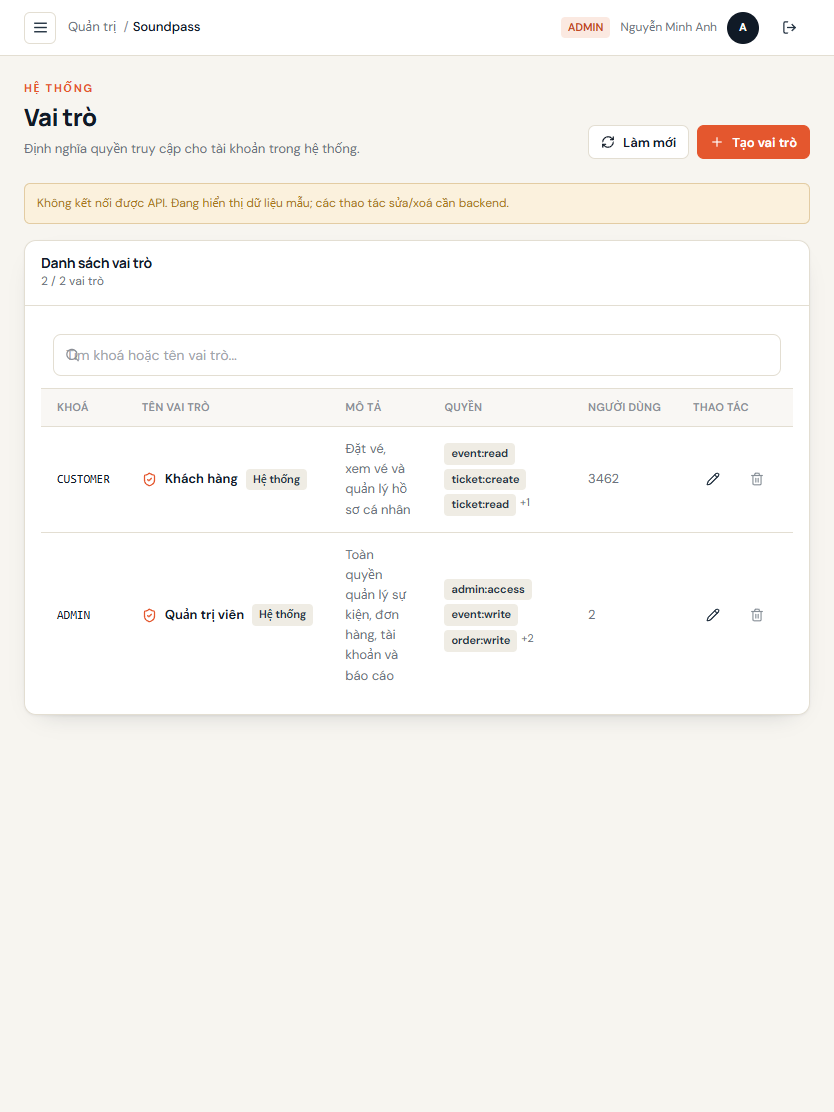 Quản trị / Soundpass
ADMIN
Nguyễn Minh Anh
A
HỆ THỐNG
Vai trò
Định nghĩa quyền truy cập cho tài khoản trong hệ thống.
Làm mới
Tạo vai trò
Không kết nối được API. Đang hiển thị dữ liệu mẫu; các thao tác sửa/xoá cần backend.
Danh sách vai trò
2 / 2 vai trò
Tìm khoá hoặc tên vai trò...
KHOÁ
TÊN VAI TRÒ
MÔ TẢ
QUYỀN
NGƯỜI DÙNG
THAO TÁC
CUSTOMER
Khách hàng
Hệ thống
Đặt vé,
xem vé và
quản lý hồ
sơ cá nhân
event:read
ticket:create
ticket:read +1
3462
ADMIN
Quản trị viên
Hệ thống
Toàn
quyền
quản lý sự
kiện, đơn
hàng, tài
khoản và
báo cáo
admin:access
event:write
order:write +2
2